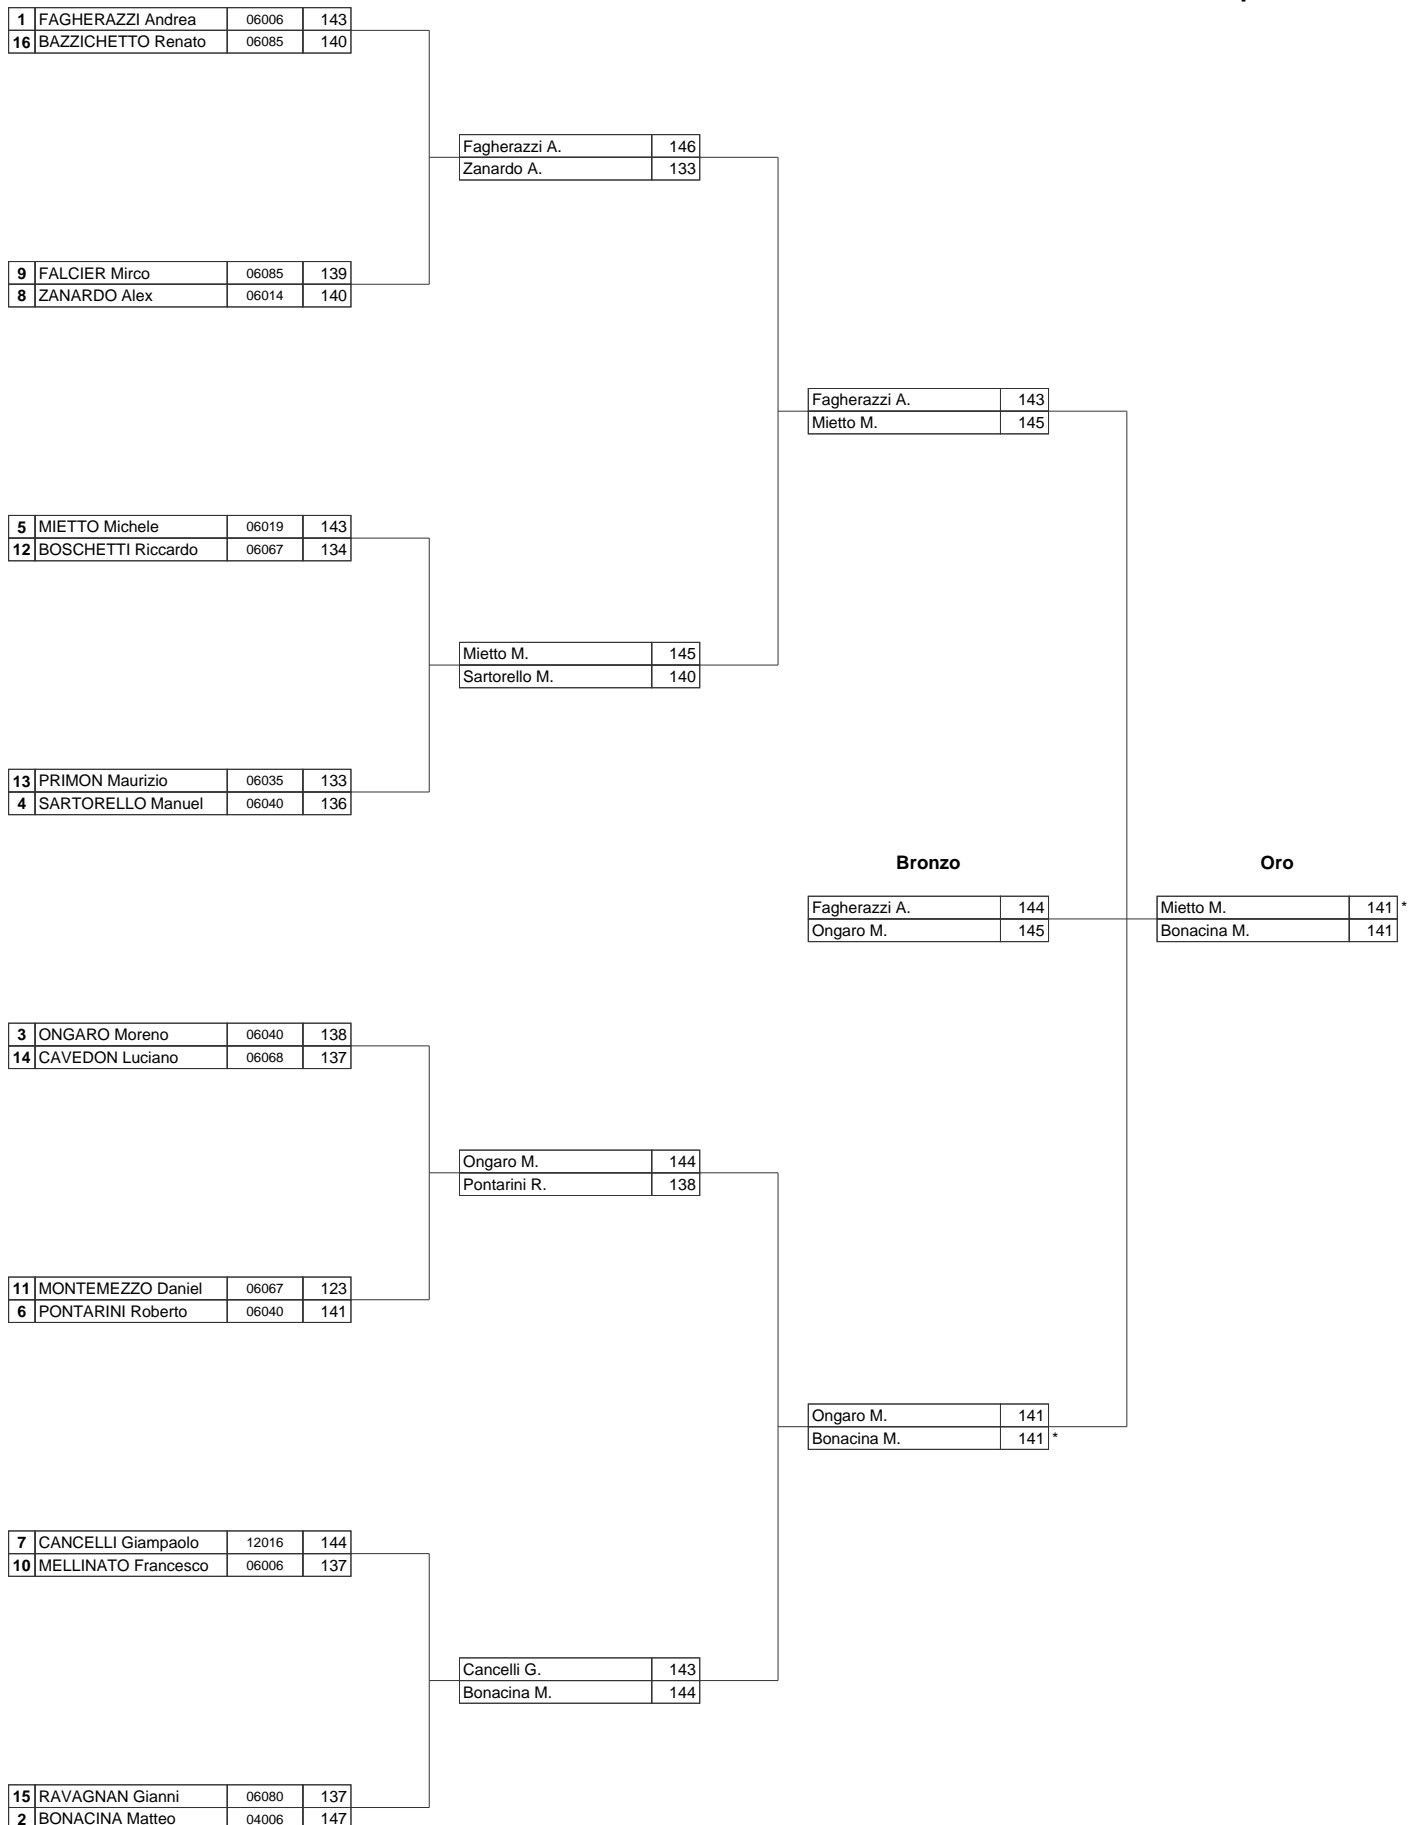 1 FAGHERAZZI Andrea 06006 143
16 BAZZICHETTO Renato 06085 140
Fagherazzi A. 146
Zanardo A. 133
9 FALCIER Mirco 06085 139
8 ZANARDO Alex 06014 140
Fagherazzi A. 143
Mietto M. 145
5 MIETTO Michele 06019 143
12 BOSCHETTI Riccardo 06067 134
Mietto M. 145
Sartorello M. 140
13 PRIMON Maurizio 06035 133
4 SARTORELLO Manuel 06040 136
Bronzo Oro
Fagherazzi A. 144 Mietto M. 141 *
Ongaro M. 145 Bonacina M. 141
3 ONGARO Moreno 06040 138
14 CAVEDON Luciano 06068 137
Ongaro M. 144
Pontarini R. 138
11 MONTEMEZZO Daniel 06067 123
6 PONTARINI Roberto 06040 141
Ongaro M. 141
Bonacina M. 141 *
7 CANCELLI Giampaolo 12016 144
10 MELLINATO Francesco 06006 137
Cancelli G. 143
Bonacina M. 144
15 RAVAGNAN Gianni 06080 137
2 BONACINA Matteo 04006 147